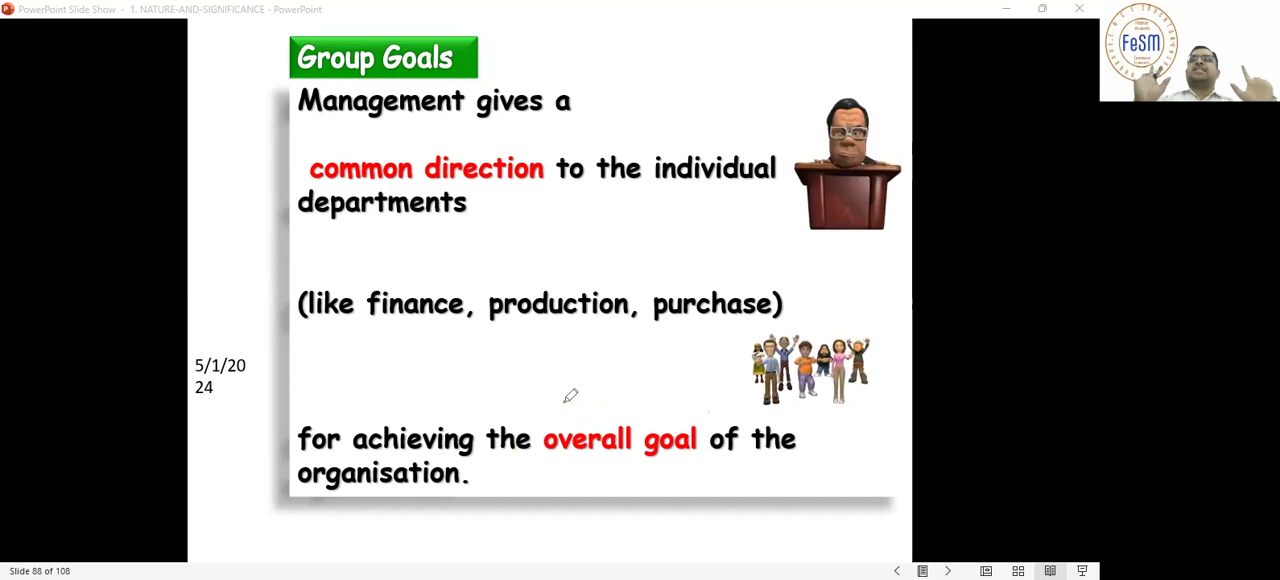 PowerPoint Slide Show - 1. NATURE-AND-SIGNIFICANCE - PowerPoint
Group Goals
Management gives a
common direction to the individual
departments
(like finance, production, purchase)
5/1/20
24
for achieving the overall goal of the
organisation.
FeSM
Slide 88 of 108